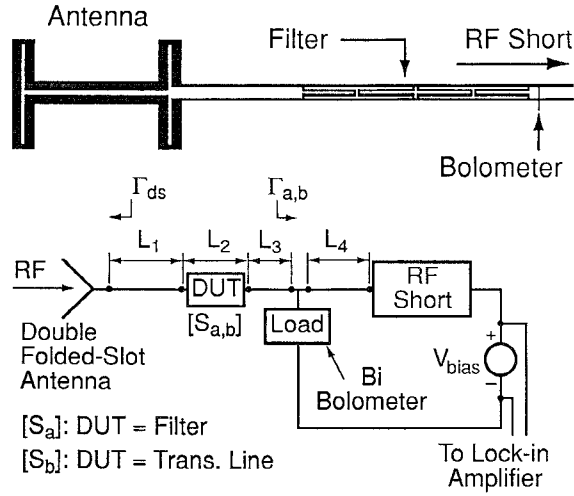 Antenna
Filter
RF Short
Bolometer
Γds
Γa,b
L1
L2
L3
L4
RF
DUT
RF
Short
[Sa,b]
Load
Double
Folded-Slot
Antenna
Bi
Bolometer
+
Vbias
−
[Sa]: DUT = Filter
[Sb]: DUT = Trans. Line
To Lock-in
Amplifier